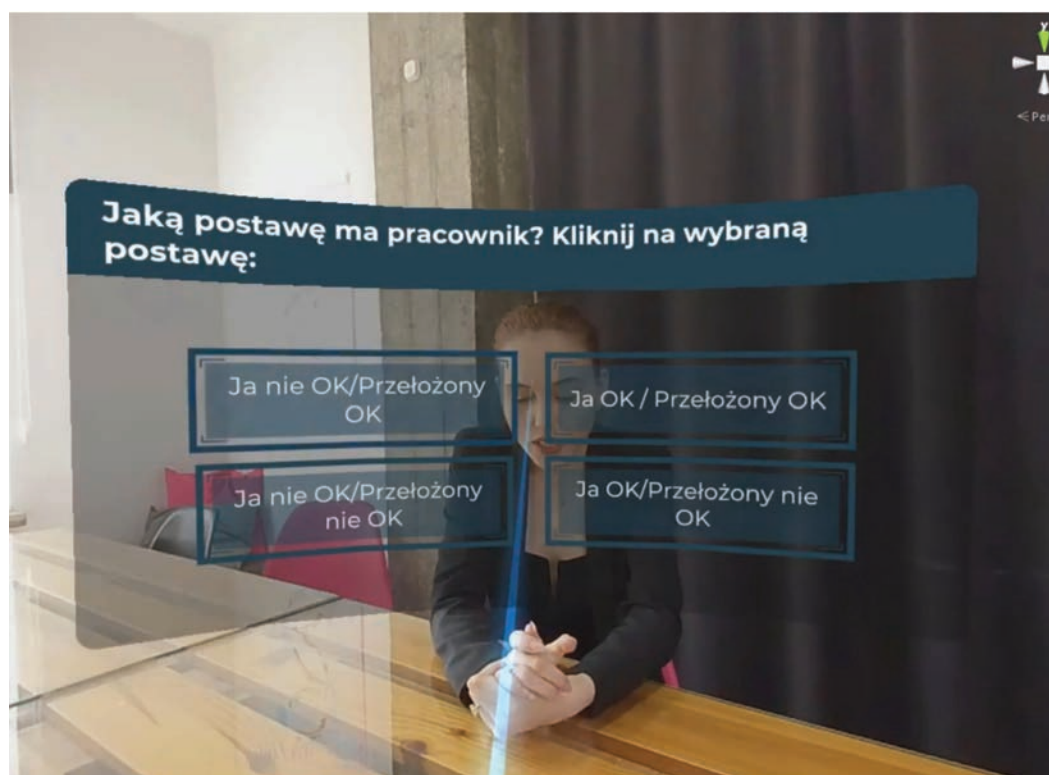 Jaką postawę ma pracownik? Kliknij na wybraną
postawę:
Ja nie OK/Przełożony
OK
Ja OK / Przełożony OK
Ja nie OK/Przełożony
nie OK
Ja OK/Przełożony nie
OK
y